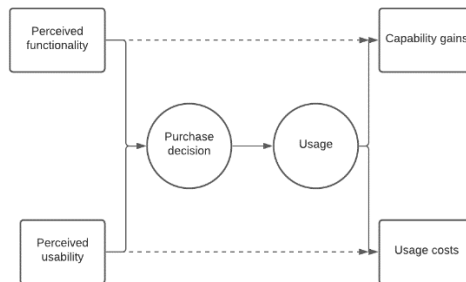 Perceived
functionality
Capability gains
Purchase
decision
Usage
Perceived
usability
Usage costs